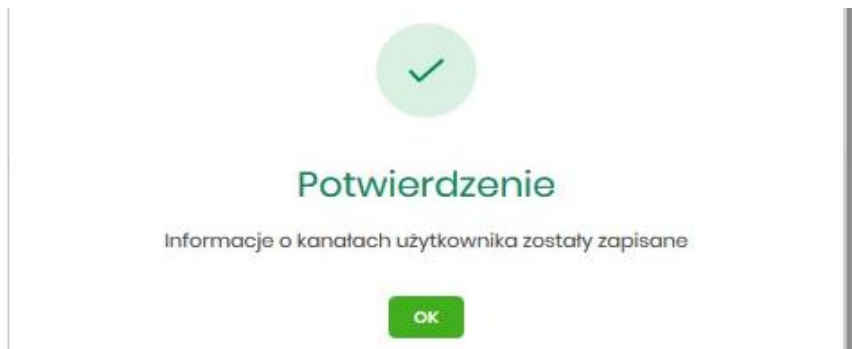 Potwierdzenie
Informacje o kanałach użytkownika zostały zapisane
OK